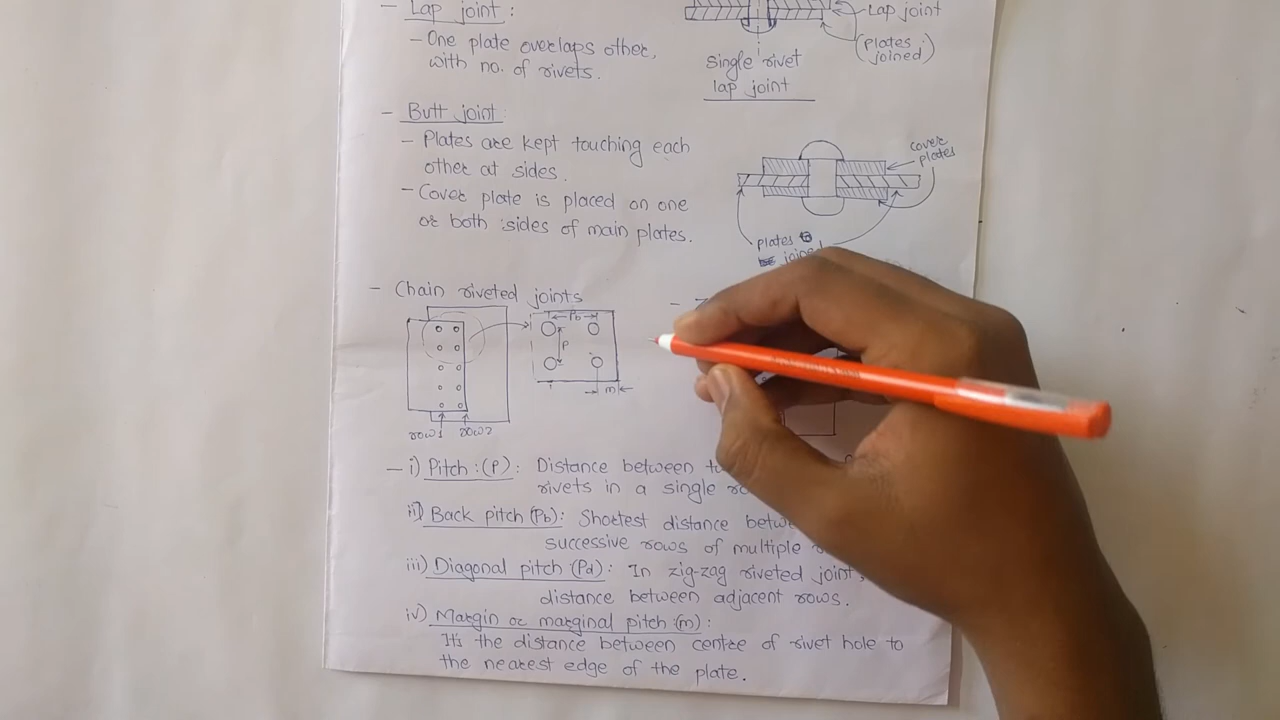 - Lap joint :
- One plate overlaps other,
with no. of rivets.
Lap joint
(plates joined)
single rivet
lap joint
- Butt joint:
- Plates are kept touching each
other at sides.
- Cover plate is placed on one
or both sides of main plates.
cover
plates
plates
joined
- Chain riveted joints
Pb
P
m
row1 row2
- i) Pitch : (P) : Distance between
rivets in a single
ii) Back pitch (Pb) : Shortest distance
successive rows of multiple
iii) Diagonal pitch (Pd) : In zig-zag riveted joint,
distance between adjacent rows.
iv) Margin or marginal pitch (m) :
It's the distance between centre of rivet hole to
the nearest edge of the plate.